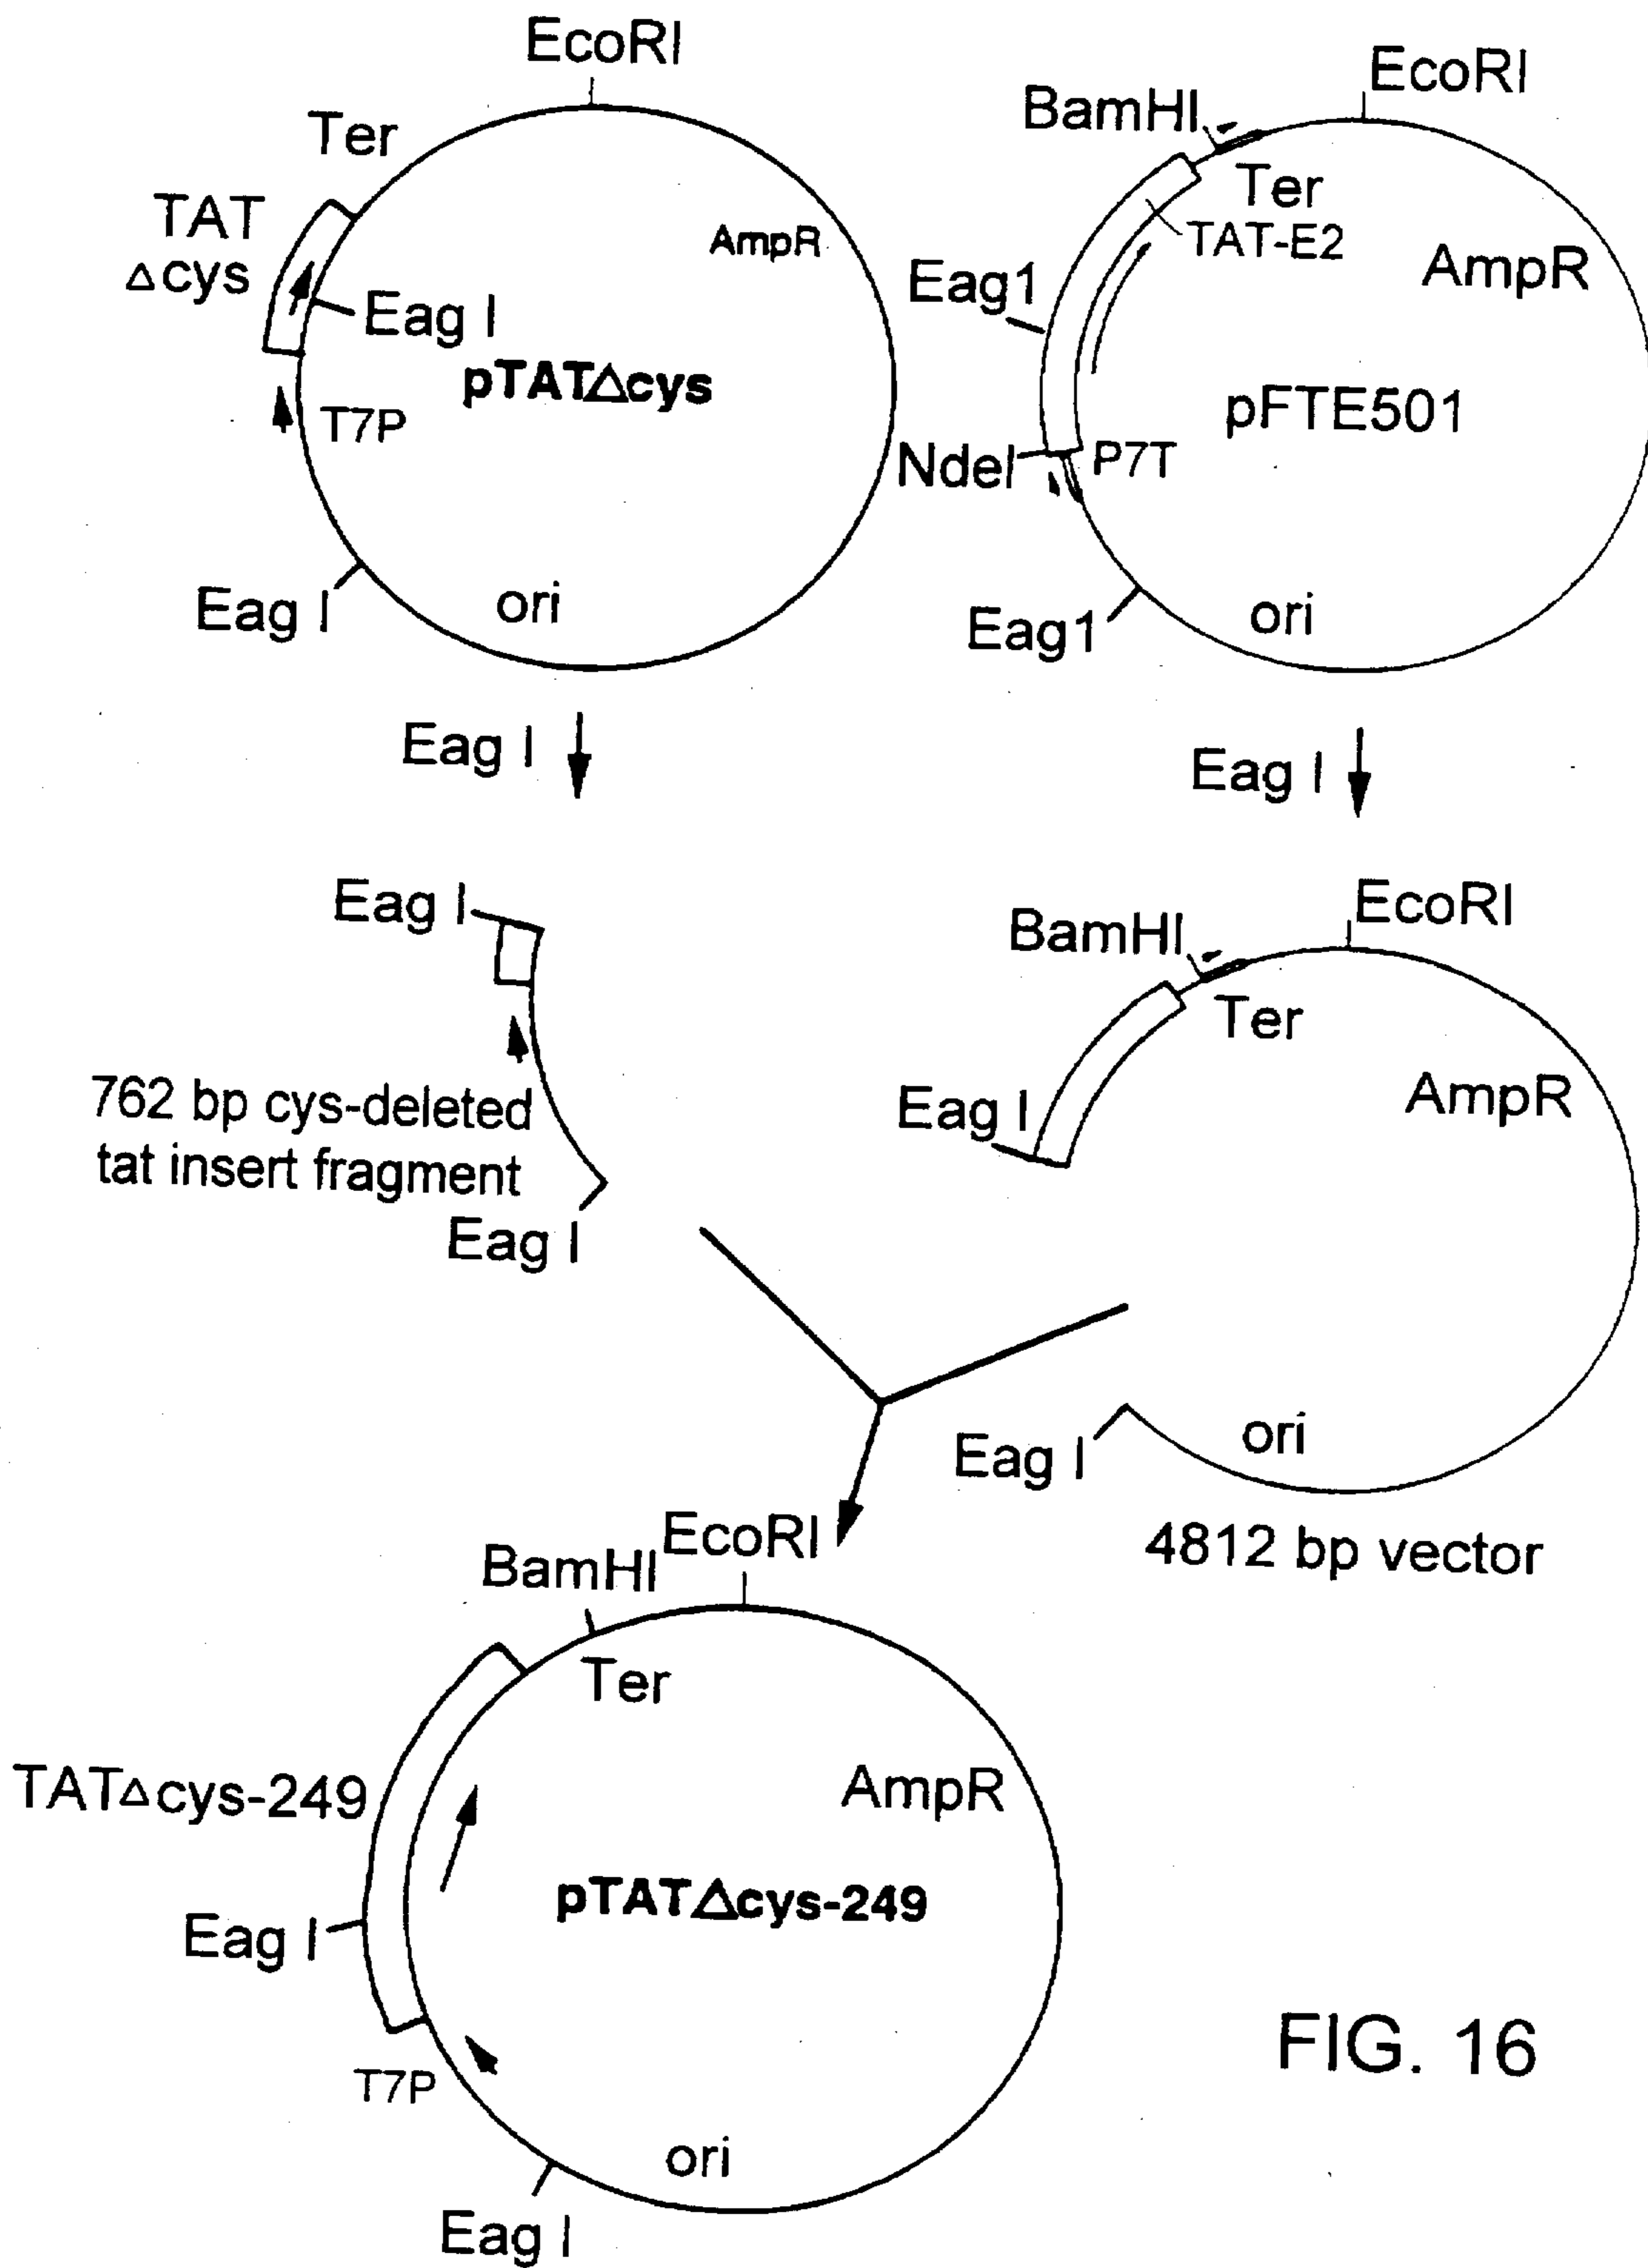 EcoRI
Ter
TAT
Δcys
AmpR
Eag I
pTATΔcys
T7P
Eag I
ori
EcoRI
BamHI
Ter
TAT-E2
AmpR
Eag1
pFTE501
NdeI
P7T
Eag1
ori
Eag I
Eag I
Eag I
762 bp cys-deleted
tat insert fragment
Eag I
EcoRI
BamHI
Ter
AmpR
Eag I
Eag I
ori
4812 bp vector
EcoRI
BamHI
Ter
TATΔcys-249
AmpR
pTATΔcys-249
Eag I
T7P
ori
Eag I
FIG. 16